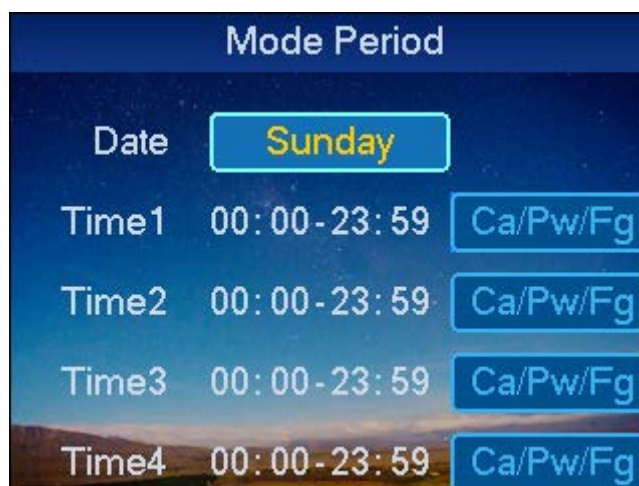 Mode Period
Date Sunday
Time1 00:00-23:59 Ca/Pw/Fg
Time2 00:00-23:59 Ca/Pw/Fg
Time3 00:00-23:59 Ca/Pw/Fg
Time4 00:00-23:59 Ca/Pw/Fg